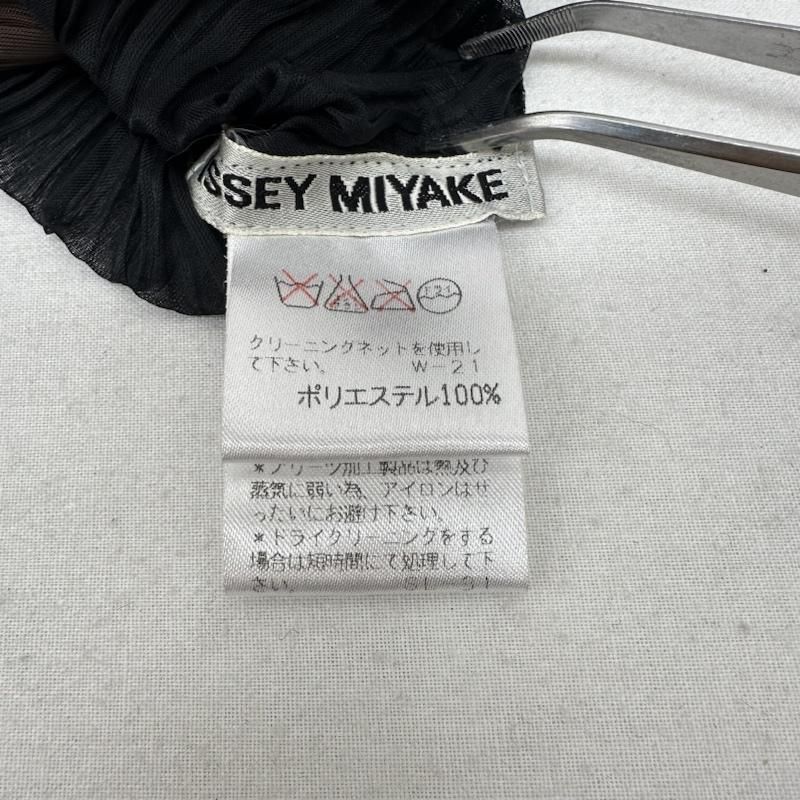 ISSEY MIYAKE
クリーニングネットを使用し
て下さい。 W-21
ポリエステル100%
*プリーツ加工製品は熱及び
蒸気に弱い為、アイロンはぜ
ったいにお避け下さい。
*ドライクリーニングをする
場合は短時間にて処理して下
さい。